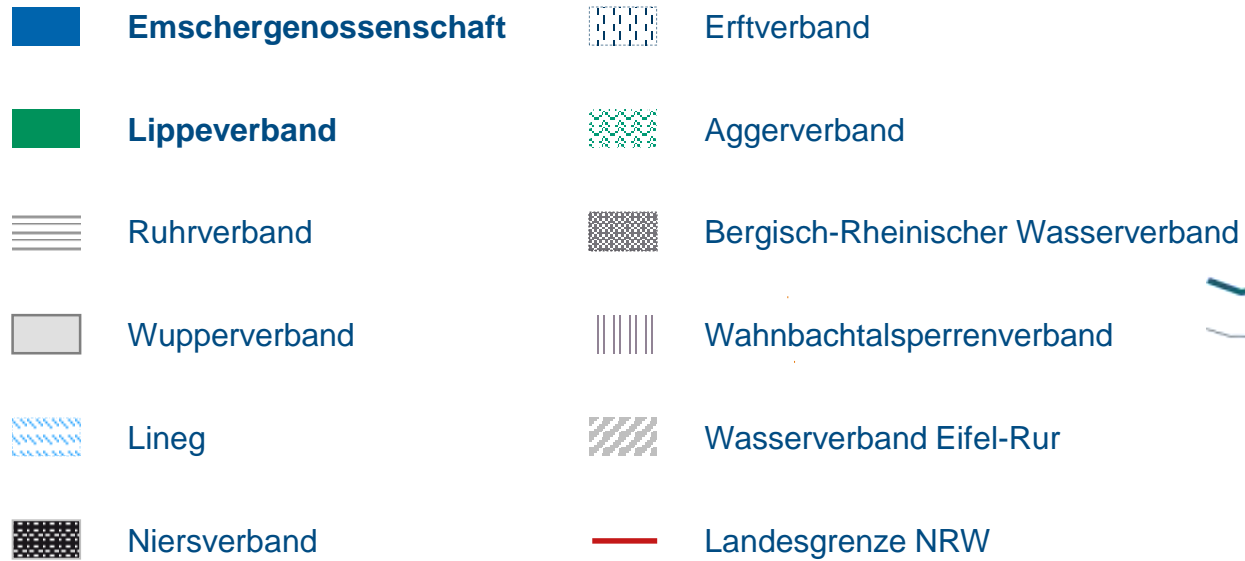 Emschergenossenschaft
Lippeverband
Ruhrverband
Wupperverband
Lineg
Niersverband
Erftverband
Aggerverband
Bergisch-Rheinischer Wasserverband
Wahnbachtalsperrenverband
Wasserverband Eifel-Rur
Landesgrenze NRW